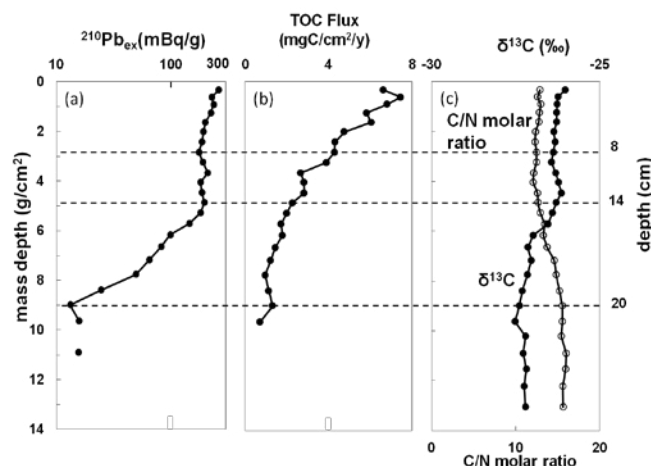 ²¹⁰Pbₑₓ(mBq/g)
10 100 300
TOC Flux
(mgC/cm²/y)
0 4 8
δ¹³C (‰)
-30 -25
mass depth (g/cm²)
0
2
4
6
8
10
12
14
(a)
(b)
(c)
C/N molar
ratio
δ¹³C
8
14
20
depth (cm)
0 10 20
C/N molar ratio